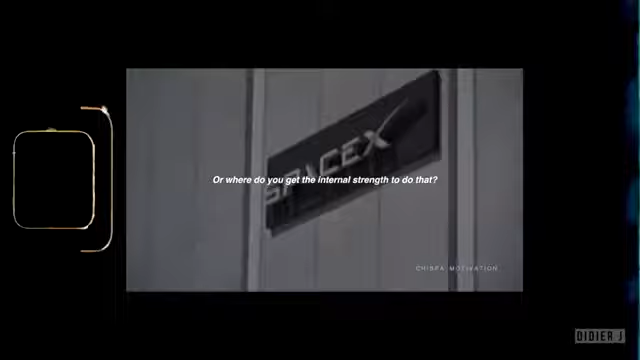 SPACEX
Or where do you get the internal strength to do that?
CHISPA MOTIVATION
DIDIER J